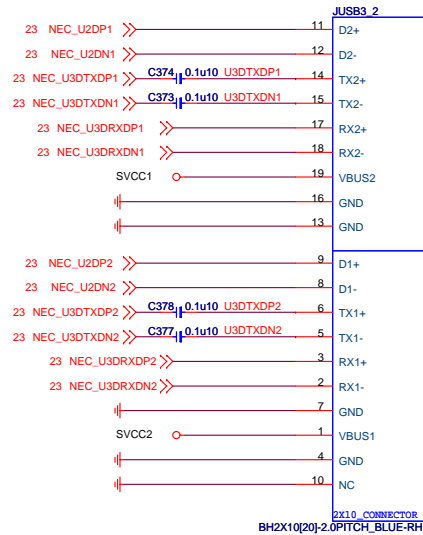 JUSB3_2
23 NEC_U2DP1 11 D2+
23 NEC_U2DN1 12 D2-
23 NEC_U3DTXDP1 C374 0.1u10 U3DTXDP1 14 TX2+
23 NEC_U3DTXDN1 C373 0.1u10 U3DTXDN1 15 TX2-
23 NEC_U3DRXDP1 17 RX2+
23 NEC_U3DRXDN1 18 RX2-
SVCC1 19 VBUS2
16 GND
13 GND
23 NEC_U2DP2 9 D1+
23 NEC_U2DN2 8 D1-
23 NEC_U3DTXDP2 C378 0.1u10 U3DTXDP2 6 TX1+
23 NEC_U3DTXDN2 C377 0.1u10 U3DTXDN2 5 TX1-
23 NEC_U3DRXDP2 3 RX1+
23 NEC_U3DRXDN2 2 RX1-
7 GND
SVCC2 1 VBUS1
4 GND
10 NC
2X10_CONNECTOR
BH2X10[20]-2.0PITCH_BLUE-RH